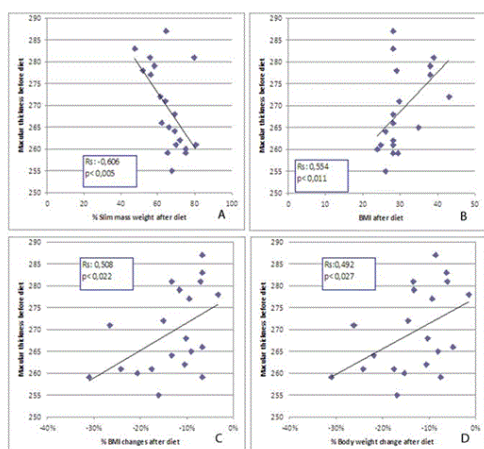 290
285
280
275
270
265
260
255
250
Macular thickness before diet
Rs: -0,606
p< 0,005
0 20 40 60 80 100
% Slim mass weight after diet
A
290
285
280
275
270
265
260
255
250
Macular thickness before diet
Rs: 0,554
p< 0,011
0 10 20 30 40 50
BMI after diet
B
290
285
280
275
270
265
260
255
250
Macular thickness before diet
Rs: 0,508
p< 0,022
-40% -30% -20% -10% 0%
% BMI changes after diet
C
290
285
280
275
270
265
260
255
250
Macular thickness before diet
Rs: 0,492
p< 0,027
-40% -30% -20% -10% 0%
% Body weight change after diet
D